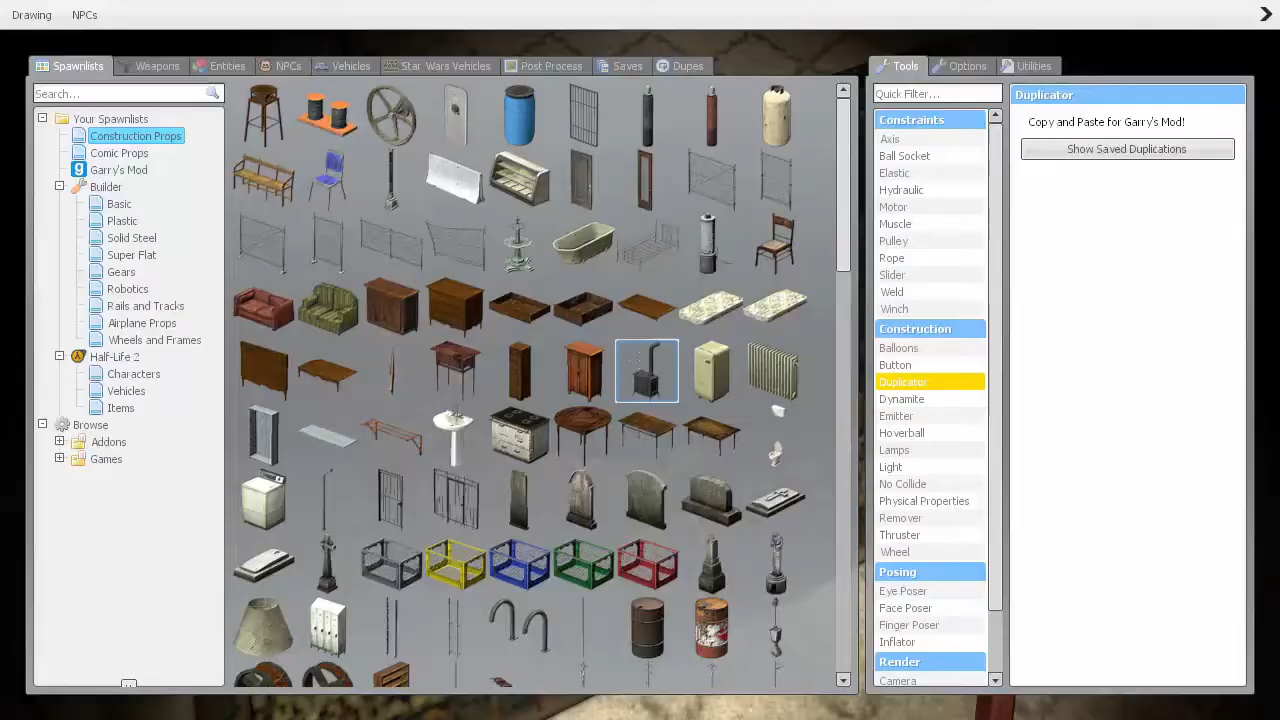 Drawing NPCs
Spawnlists Weapons Entities NPCs Vehicles Star Wars Vehicles Post Process Saves Dupes
Search...
Your Spawnlists
Construction Props
Comic Props
Garry's Mod
Builder
Basic
Plastic
Solid Steel
Super Flat
Gears
Robotics
Rails and Tracks
Airplane Props
Wheels and Frames
Half-Life 2
Characters
Vehicles
Items
Browse
Addons
Games
Tools Options Utilities
Quick Filter...
Constraints
Axis
Ball Socket
Elastic
Hydraulic
Motor
Muscle
Pulley
Rope
Slider
Weld
Winch
Construction
Balloons
Button
Duplicator
Dynamite
Emitter
Hoverball
Lamps
Light
No Collide
Physical Properties
Remover
Thruster
Wheel
Posing
Eye Poser
Face Poser
Finger Poser
Inflator
Render
Camera
Duplicator
Copy and Paste for Garry's Mod!
Show Saved Duplications